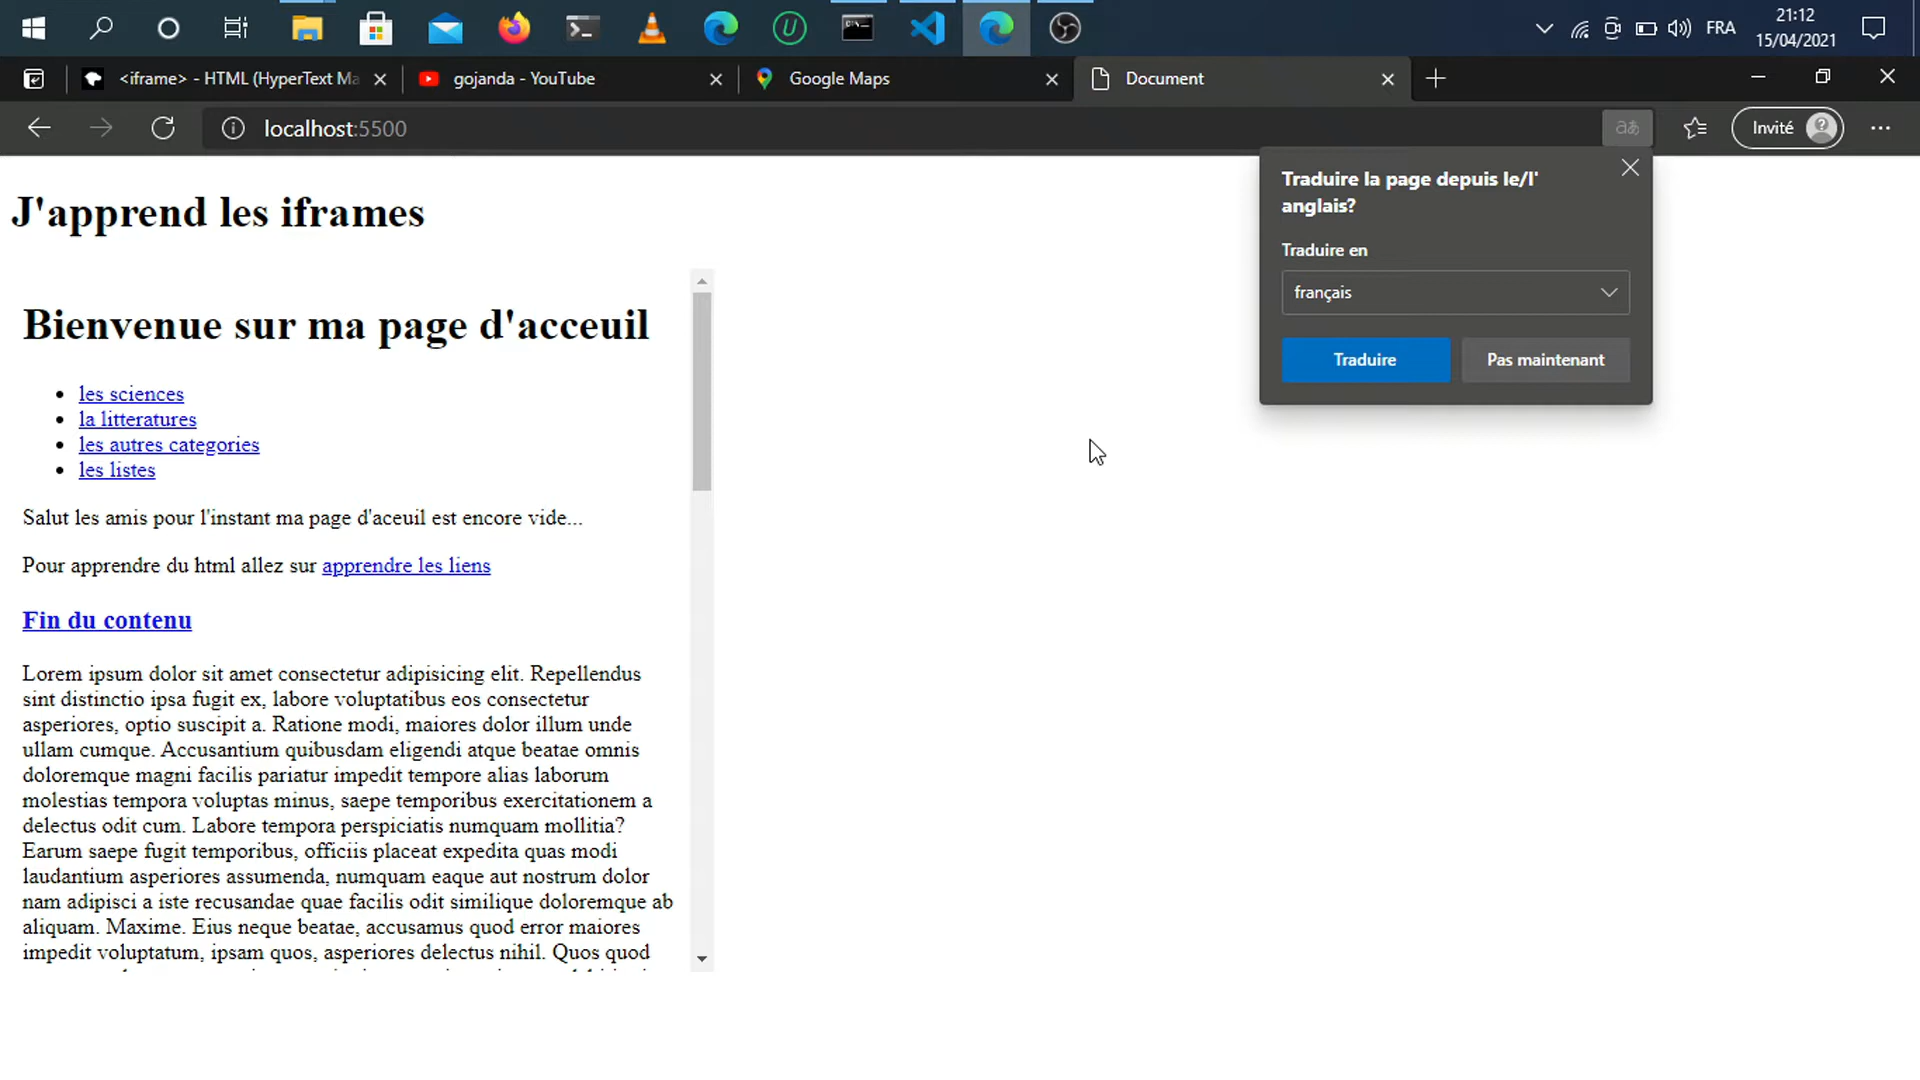 21:12
FRA
15/04/2021
<iframe> - HTML (HyperText Ma
gojanda - YouTube
Google Maps
Document
localhost:5500
aあ
Invité
Traduire la page depuis le/l'
anglais?
Traduire en
français
Traduire
Pas maintenant
J'apprend les iframes
Bienvenue sur ma page d'acceuil
les sciences
la litteratures
les autres categories
les listes
Salut les amis pour l'instant ma page d'aceuil est encore vide...
Pour apprendre du html allez sur apprendre les liens
Fin du contenu
Lorem ipsum dolor sit amet consectetur adipisicing elit. Repellendus
sint distinctio ipsa fugit ex, labore voluptatibus eos consectetur
asperiores, optio suscipit a. Ratione modi, maiores dolor illum unde
ullam cumque. Accusantium quibusdam eligendi atque beatae omnis
doloremque magni facilis pariatur impedit tempore alias laborum
molestias tempora voluptas minus, saepe temporibus exercitationem a
delectus odit cum. Labore tempora perspiciatis numquam mollitia?
Earum saepe fugit temporibus, officiis placeat expedita quas modi
laudantium asperiores assumenda, numquam eaque aut nostrum dolor
nam adipisci a iste recusandae quae facilis odit similique doloremque ab
aliquam. Maxime. Eius neque beatae, accusamus quod error maiores
impedit voluptatum, ipsam quos, asperiores delectus nihil. Quos quod